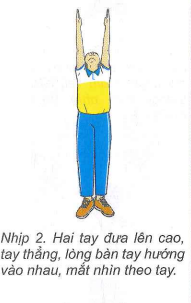 Nhịp 2. Hai tay đưa lên cao,
tay thẳng, lòng bàn tay hướng
vào nhau, mắt nhìn theo tay.